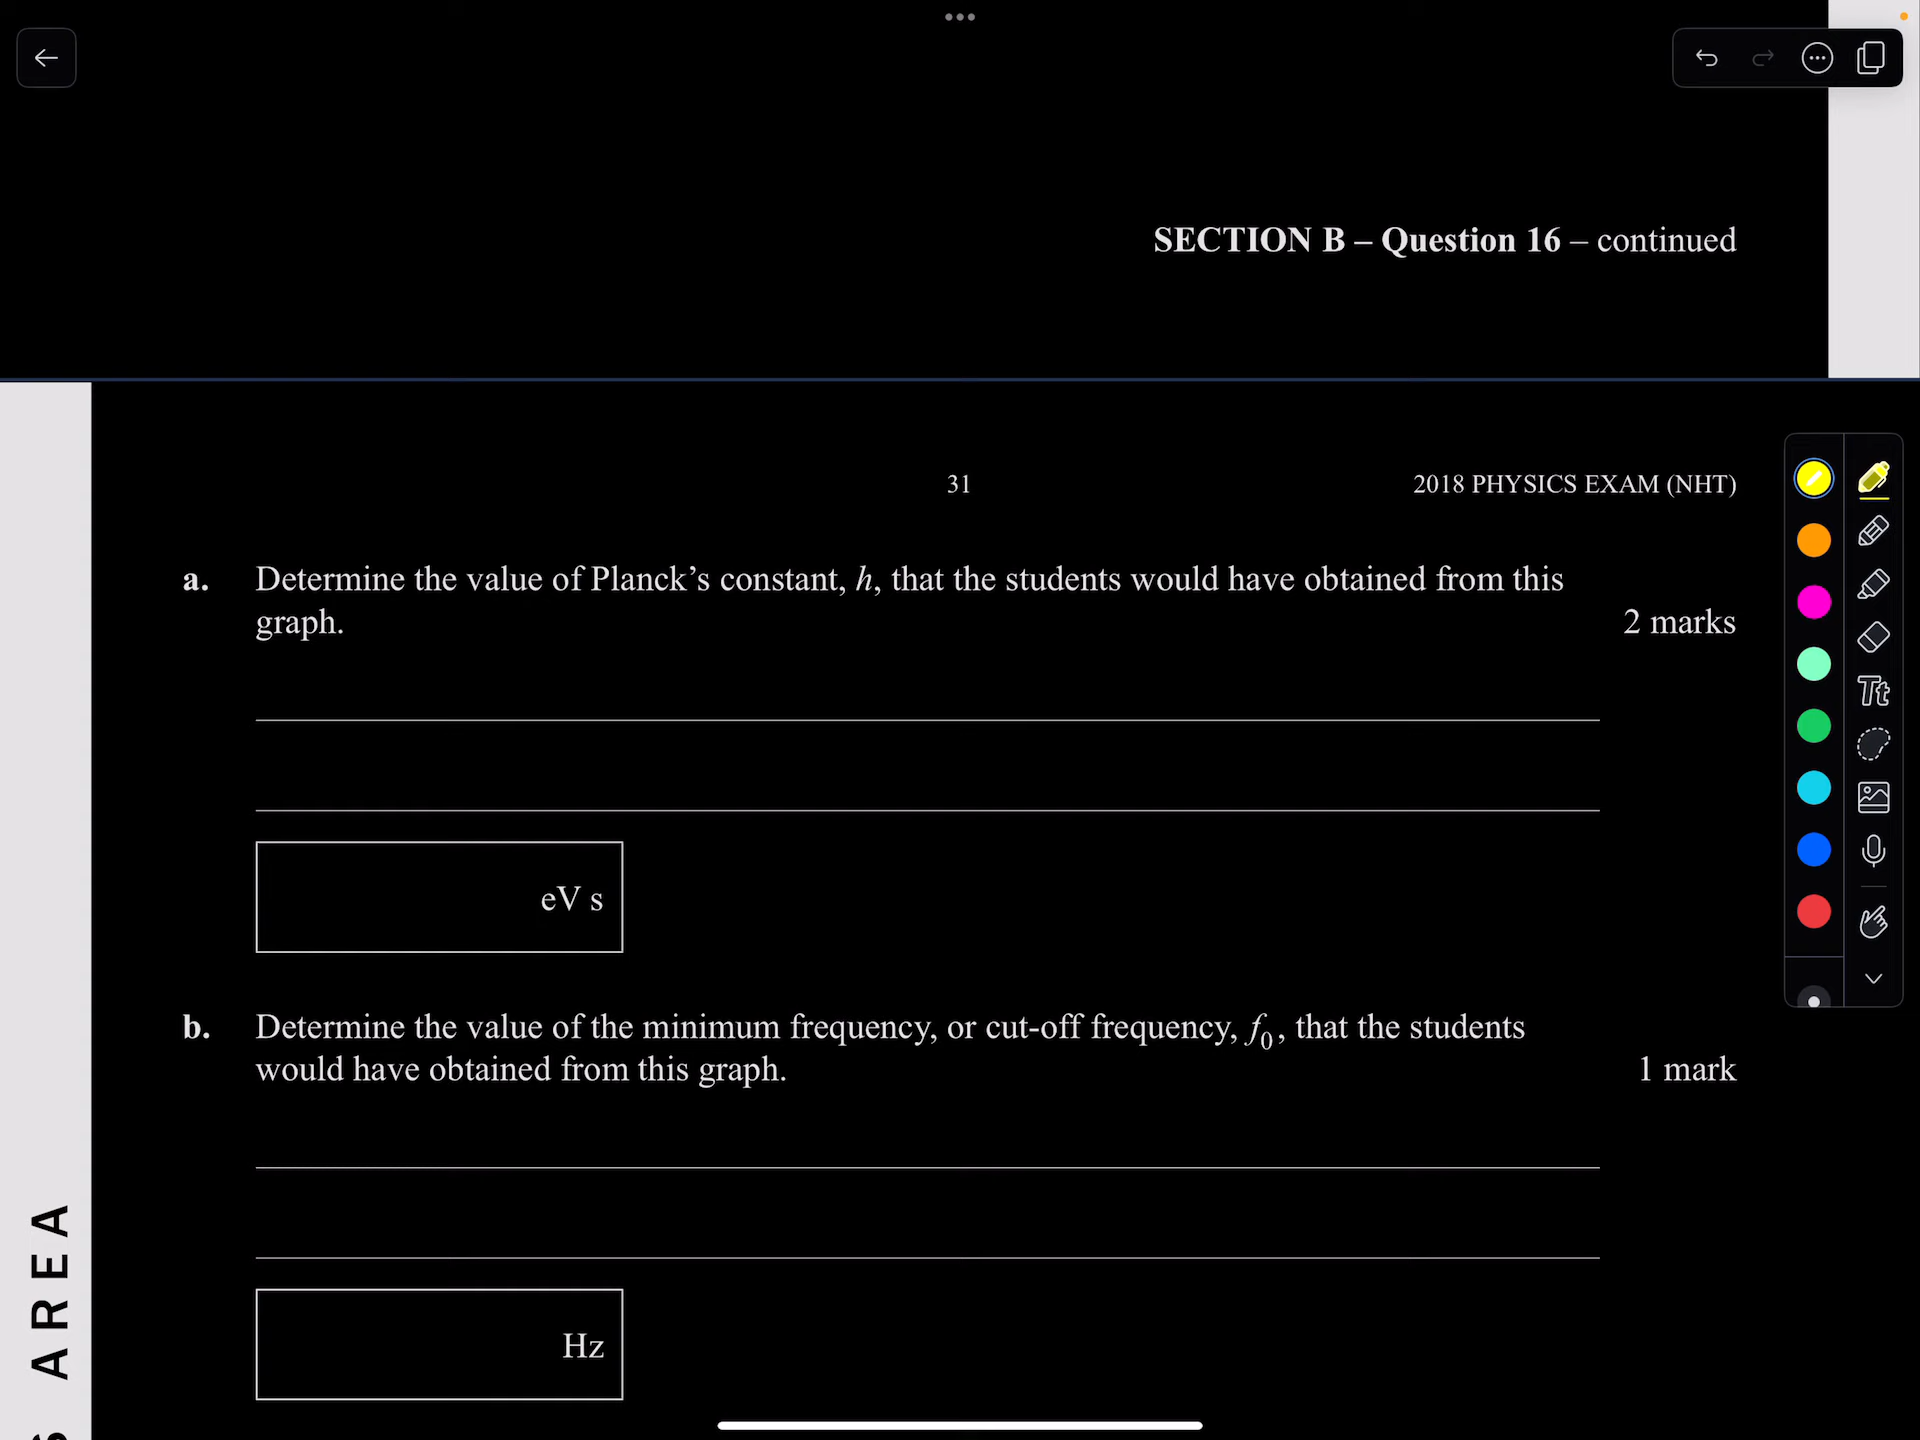 SECTION B – Question 16 – continued
31
2018 PHYSICS EXAM (NHT)
a. Determine the value of Planck’s constant, h, that the students would have obtained from this
graph.
2 marks
eV s
b. Determine the value of the minimum frequency, or cut-off frequency, f₀, that the students
would have obtained from this graph.
1 mark
Hz
AREA
Tt